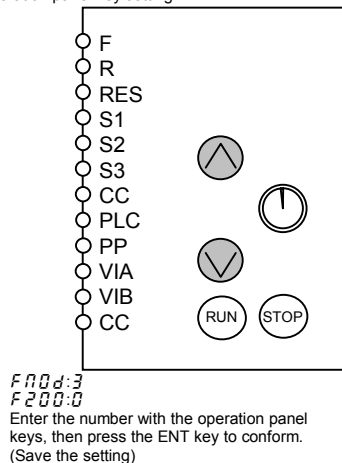 F
R
RES
S1
S2
S3
CC
PLC
PP
VIA
VIB
CC
RUN STOP
FMOd:3
F200:0
Enter the number with the operation panel
keys, then press the ENT key to conform.
(Save the setting)